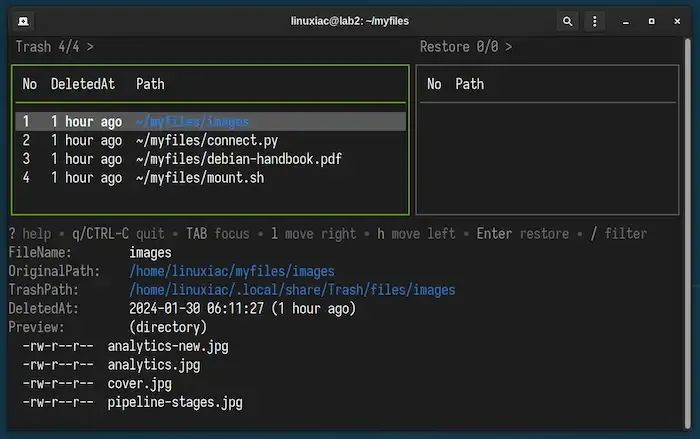 linuxiac@lab2: ~/myfiles
Trash 4/4 > Restore 0/0 >
No DeletedAt Path No Path
1 1 hour ago ~/myfiles/images
2 1 hour ago ~/myfiles/connect.py
3 1 hour ago ~/myfiles/debian-handbook.pdf
4 1 hour ago ~/myfiles/mount.sh
? help • q/CTRL-C quit • TAB focus • l move right • h move left • Enter restore • / filter
FileName: images
OriginalPath: /home/linuxiac/myfiles/images
TrashPath: /home/linuxiac/.local/share/Trash/files/images
DeletedAt: 2024-01-30 06:11:27 (1 hour ago)
Preview: (directory)
-rw-r--r-- analytics-new.jpg
-rw-r--r-- analytics.jpg
-rw-r--r-- cover.jpg
-rw-r--r-- pipeline-stages.jpg